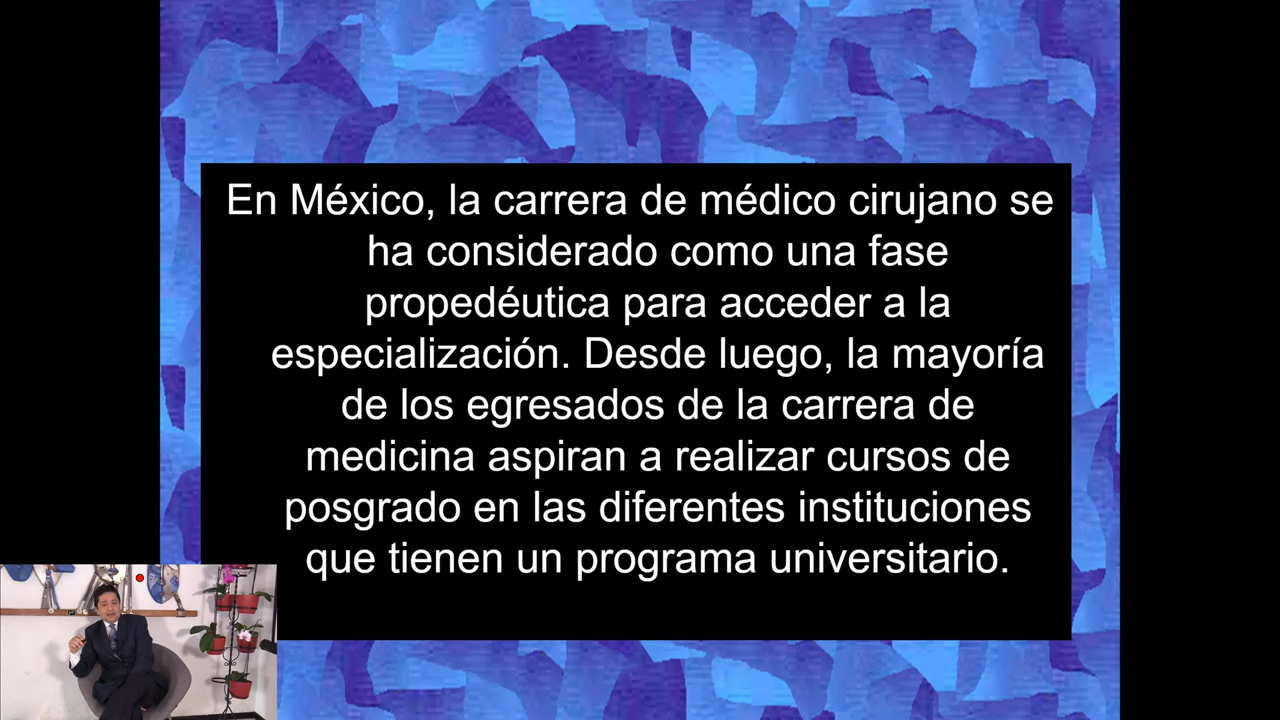 En México, la carrera de médico cirujano se
ha considerado como una fase
propedéutica para acceder a la
especialización. Desde luego, la mayoría
de los egresados de la carrera de
medicina aspiran a realizar cursos de
posgrado en las diferentes instituciones
que tienen un programa universitario.